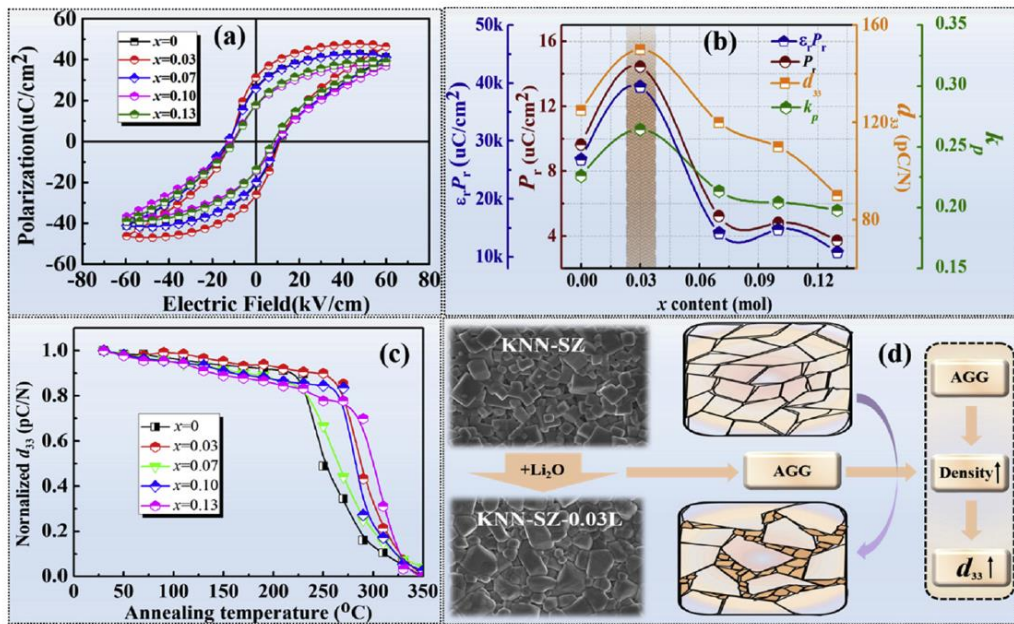 (a)
x=0
x=0.03
x=0.07
x=0.10
x=0.13
Polarization(uC/cm²)
60
40
20
0
-20
-40
-60
-80 -60 -40 -20 0 20 40 60 80
Electric Field(kV/cm)
(b)
εᵣPᵣ
Pᵣ
d₃₃
kₚ
εᵣPᵣ (uC/cm²)
50k
40k
30k
20k
10k
Pᵣ (uC/cm²)
16
14
12
8
4
160
120
80
d₃₃ (pC/N)
0.35
0.30
0.25
0.20
0.15
kₚ
0.00 0.03 0.06 0.09 0.12
x content (mol)
(c)
Nornalized d₃₃ (pC/N)
1.0
0.8
0.6
0.4
0.2
0.0
x=0
x=0.03
x=0.07
x=0.10
x=0.13
0 50 100 150 200 250 300 350
Annealing temperature (⁰C)
(d)
KNN-SZ
+Li₂O
KNN-SZ-0.03L
AGG
AGG
Density↑
d₃₃↑